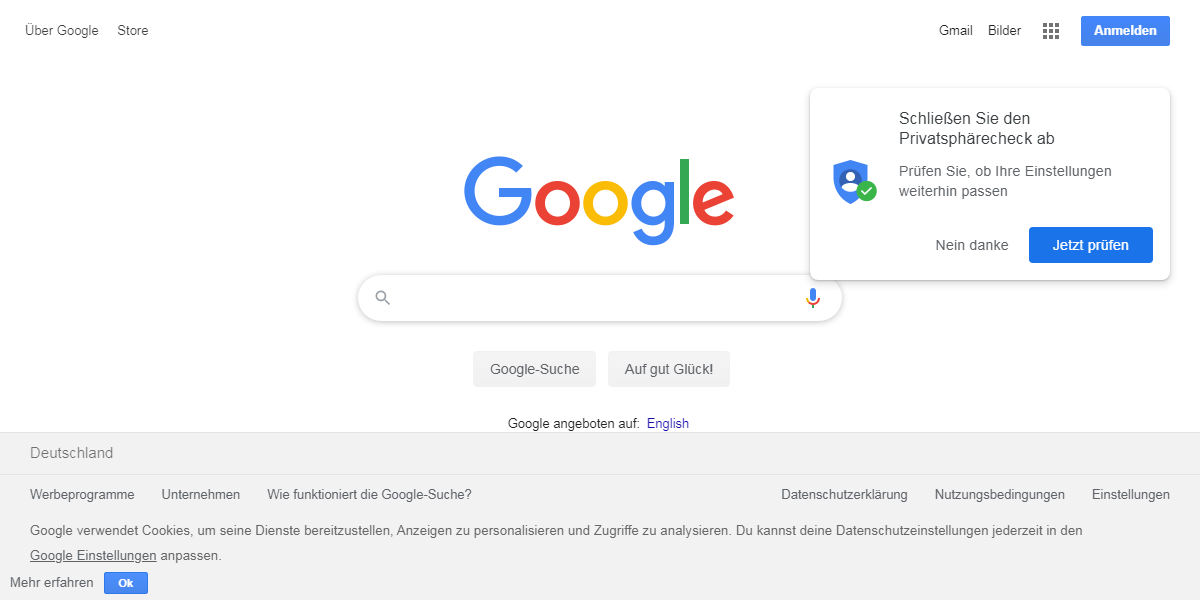 Über Google Store
Gmail Bilder Anmelden
Schließen Sie den
Privatsphärecheck ab
Prüfen Sie, ob Ihre Einstellungen
weiterhin passen
Nein danke Jetzt prüfen
Google
Google-Suche Auf gut Glück!
Google angeboten auf: English
Deutschland
Werbeprogramme Unternehmen Wie funktioniert die Google-Suche?
Datenschutzerklärung Nutzungsbedingungen Einstellungen
Google verwendet Cookies, um seine Dienste bereitzustellen, Anzeigen zu personalisieren und Zugriffe zu analysieren. Du kannst deine Datenschutzeinstellungen jederzeit in den
Google Einstellungen anpassen.
Mehr erfahren Ok